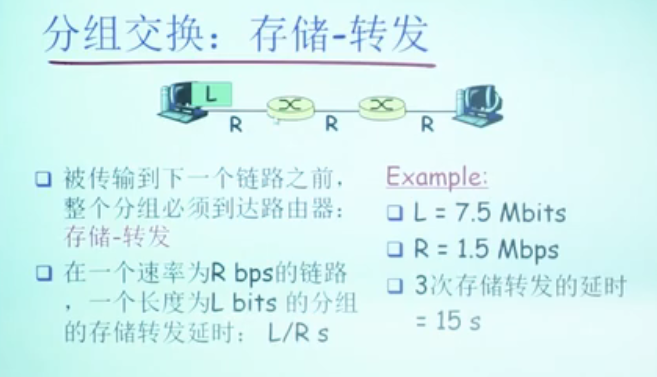 分组交换：存储-转发
L
R R R
被传输到下一个链路之前，
整个分组必须到达路由器：
存储-转发
在一个速率为R bps的链路
，一个长度为L bits 的分组
的存储转发延时： L/R s
Example:
L = 7.5 Mbits
R = 1.5 Mbps
3次存储转发的延时
= 15 s